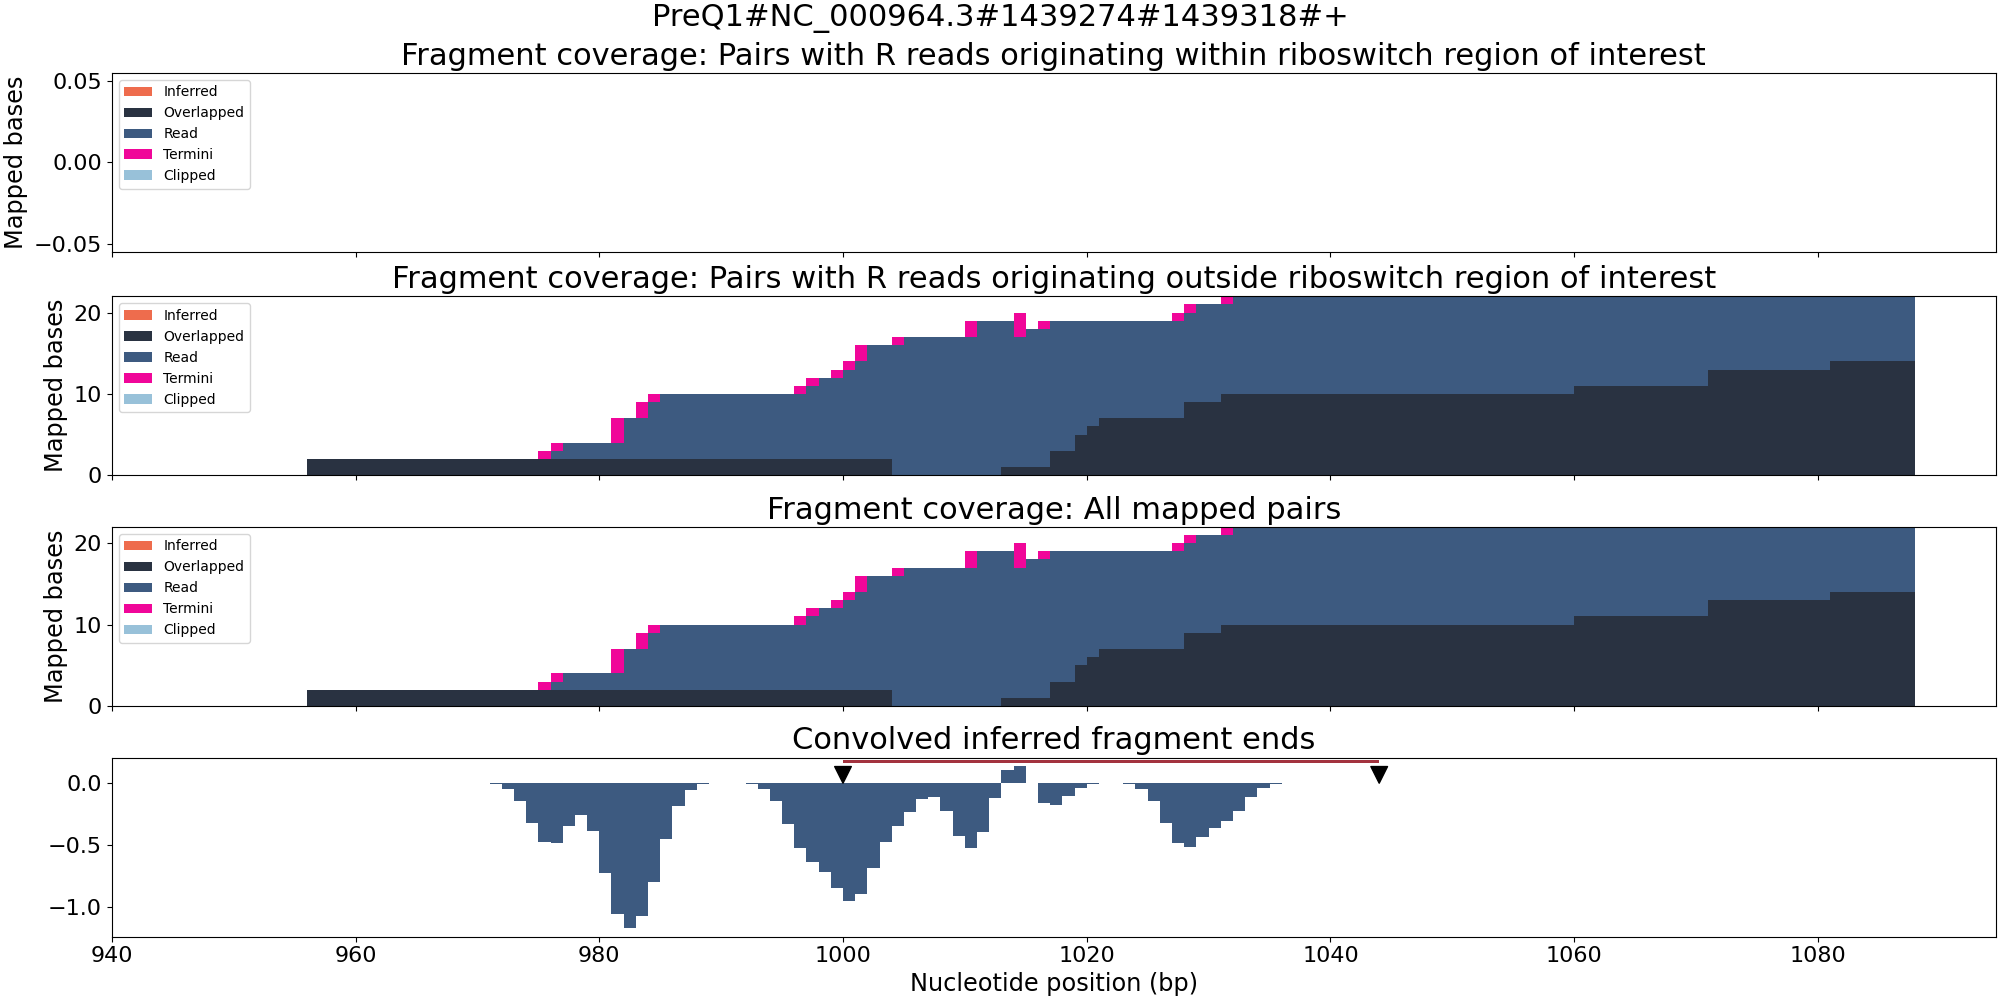 PreQ1#NC_000964.3#1439274#1439318#+
Fragment coverage: Pairs with R reads originating within riboswitch region of interest
Mapped bases
0.05
0.00
−0.05
Inferred
Overlapped
Read
Termini
Clipped
Fragment coverage: Pairs with R reads originating outside riboswitch region of interest
Mapped bases
20
10
0
Inferred
Overlapped
Read
Termini
Clipped
Fragment coverage: All mapped pairs
Mapped bases
20
10
0
Inferred
Overlapped
Read
Termini
Clipped
Convolved inferred fragment ends
0.0
−0.5
−1.0
940 960 980 1000 1020 1040 1060 1080
Nucleotide position (bp)